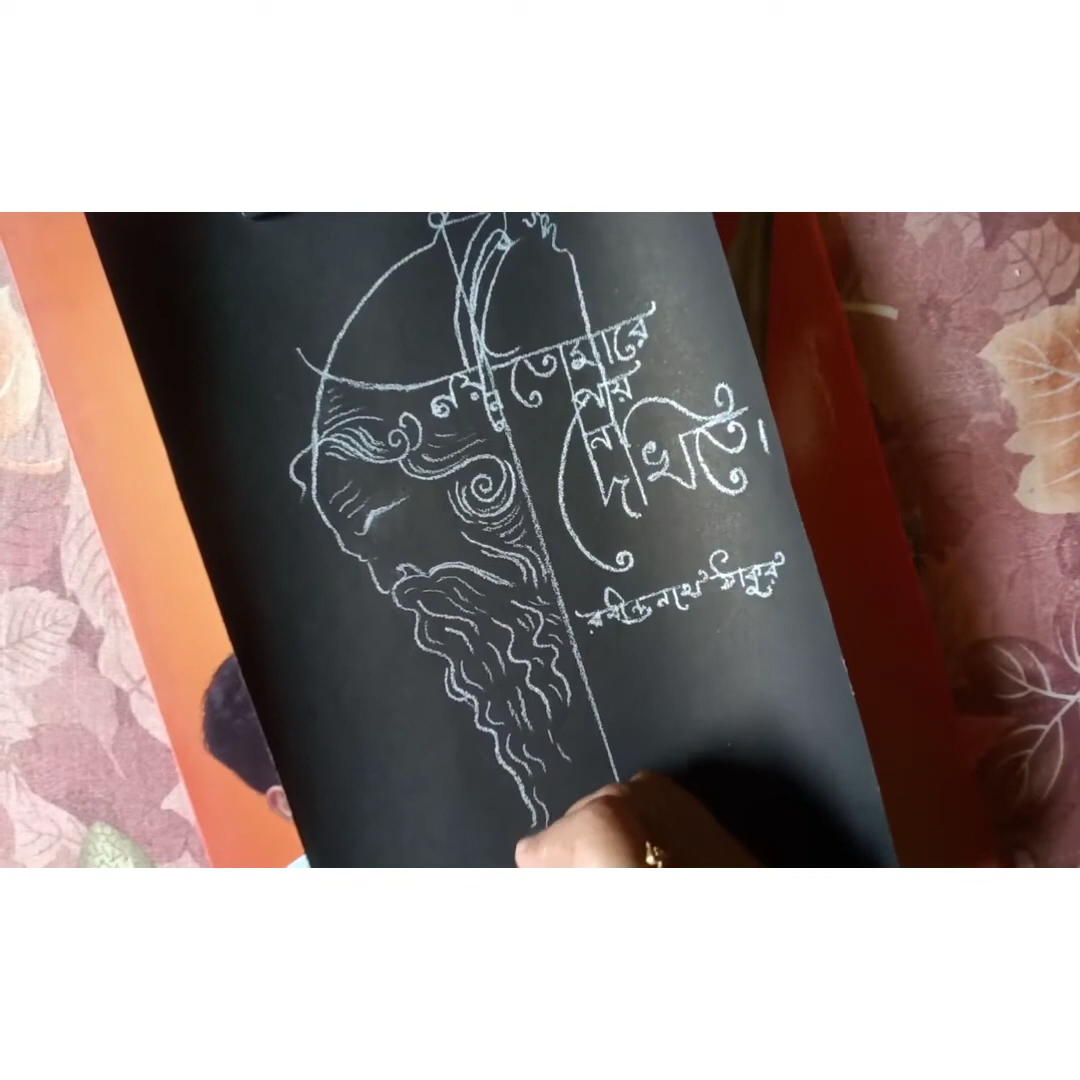 নয়ন তোমারে
পায়
না
দেখিতে।
রবীন্দ্রনাথ ঠাকুর